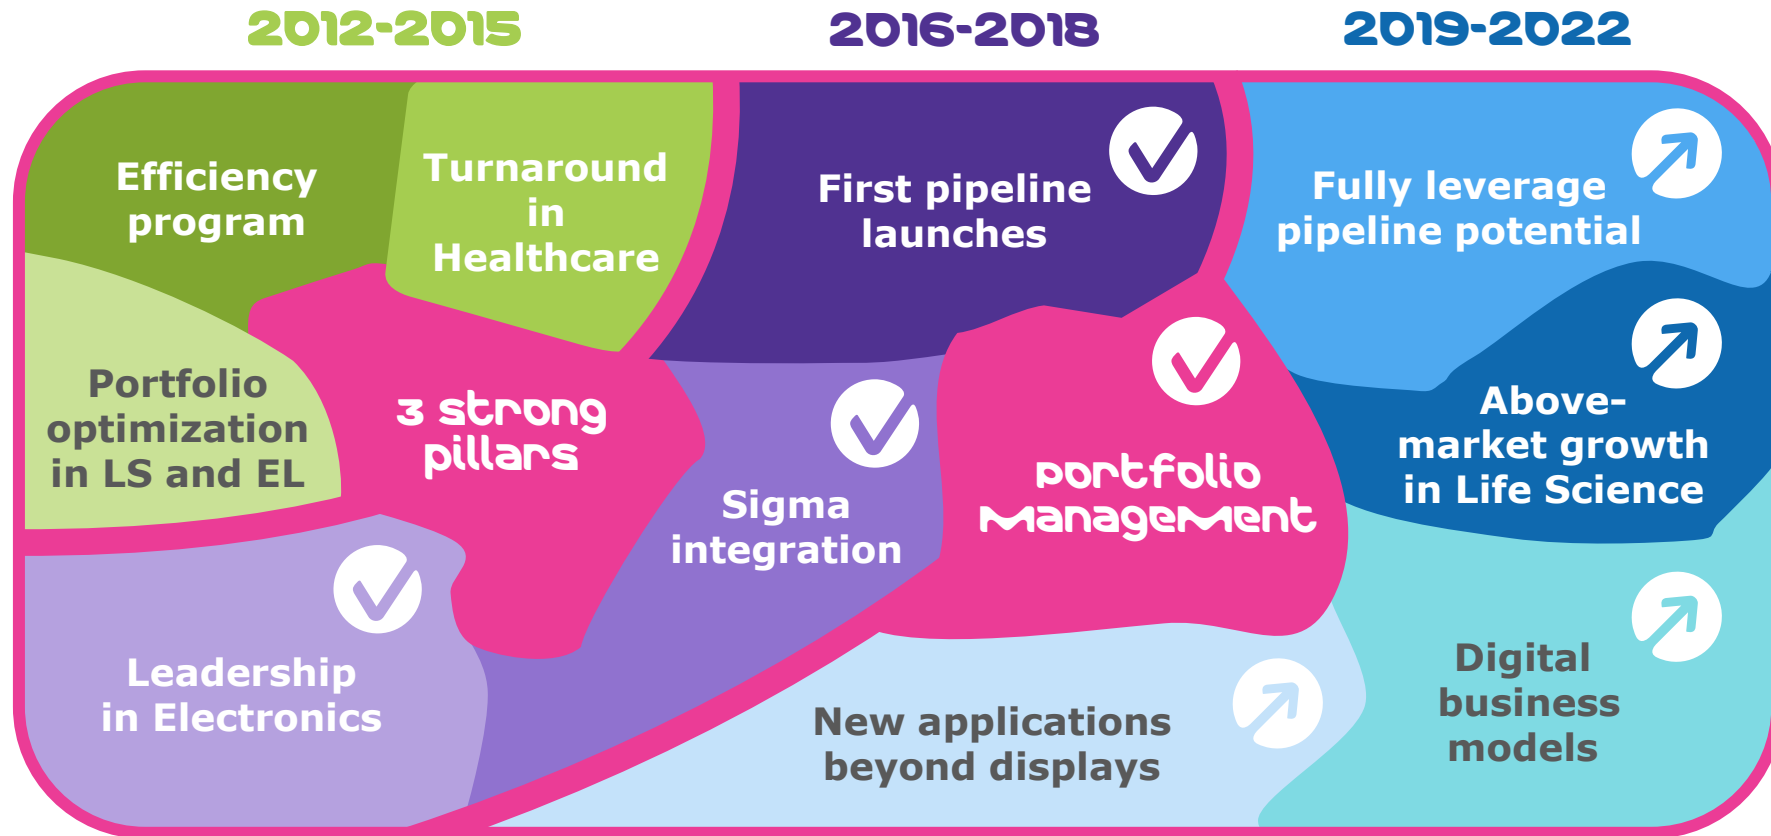 2012-2015
2016-2018
2019-2022
Efficiency
program
Turnaround
in
Healthcare
First pipeline
launches
Fully leverage
pipeline potential
Portfolio
optimization
in LS and EL
3 strong
pillars
Sigma
integration
portfolio
management
Above-
market growth
in Life Science
Leadership
in Electronics
New applications
beyond displays
Digital
business
models